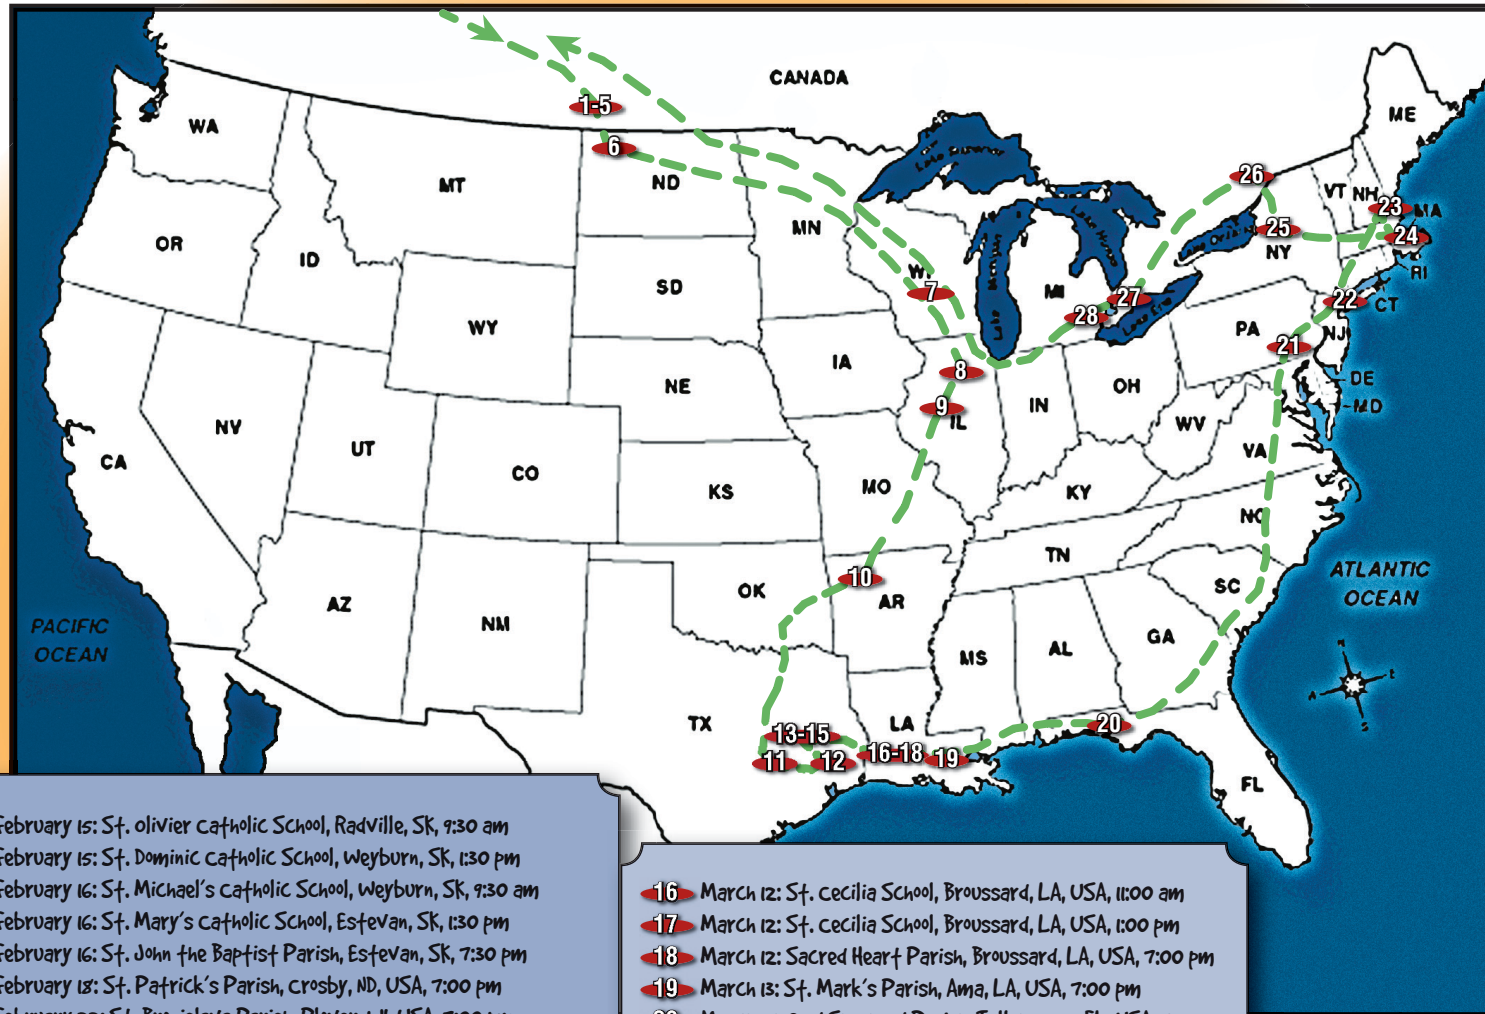 CANADA
1-5
6
WA
MT
ND
OR
ID
MN
SD
WY
WI
7
MI
Lake Superior
Lake Michigan
Lake Huron
Lake Ontario
Lake Erie
ME
26
VT
NH
23
MA
25
24
NY
RI
27
28
22
CT
PA
NJ
21
DE
MD
IA
8
9
IL
IN
OH
NE
NV
UT
CA
CO
KS
MO
WV
VA
KY
NC
TN
10
OK
AR
SC
AZ
NM
MS
AL
GA
ATLANTIC
OCEAN
PACIFIC
OCEAN
N
E
S
TX
LA
13-15
11
12
16-18
19
20
FL
February 15: St. Olivier Catholic School, Radville, SK, 9:30 am
February 15: St. Dominic Catholic School, Weyburn, SK, 1:30 pm
February 16: St. Michael's Catholic School, Weyburn, SK, 9:30 am
February 16: St. Mary's Catholic School, Estevan, SK, 1:30 pm
February 16: St. John the Baptist Parish, Estevan, SK, 7:30 pm
February 18: St. Patrick's Parish, Crosby, ND, USA, 7:00 pm
16 March 12: St. Cecilia School, Broussard, LA, USA, 11:00 am
17 March 12: St. Cecilia School, Broussard, LA, USA, 1:00 pm
18 March 12: Sacred Heart Parish, Broussard, LA, USA, 7:00 pm
19 March 13: St. Mark's Parish, Ama, LA, USA, 7:00 pm